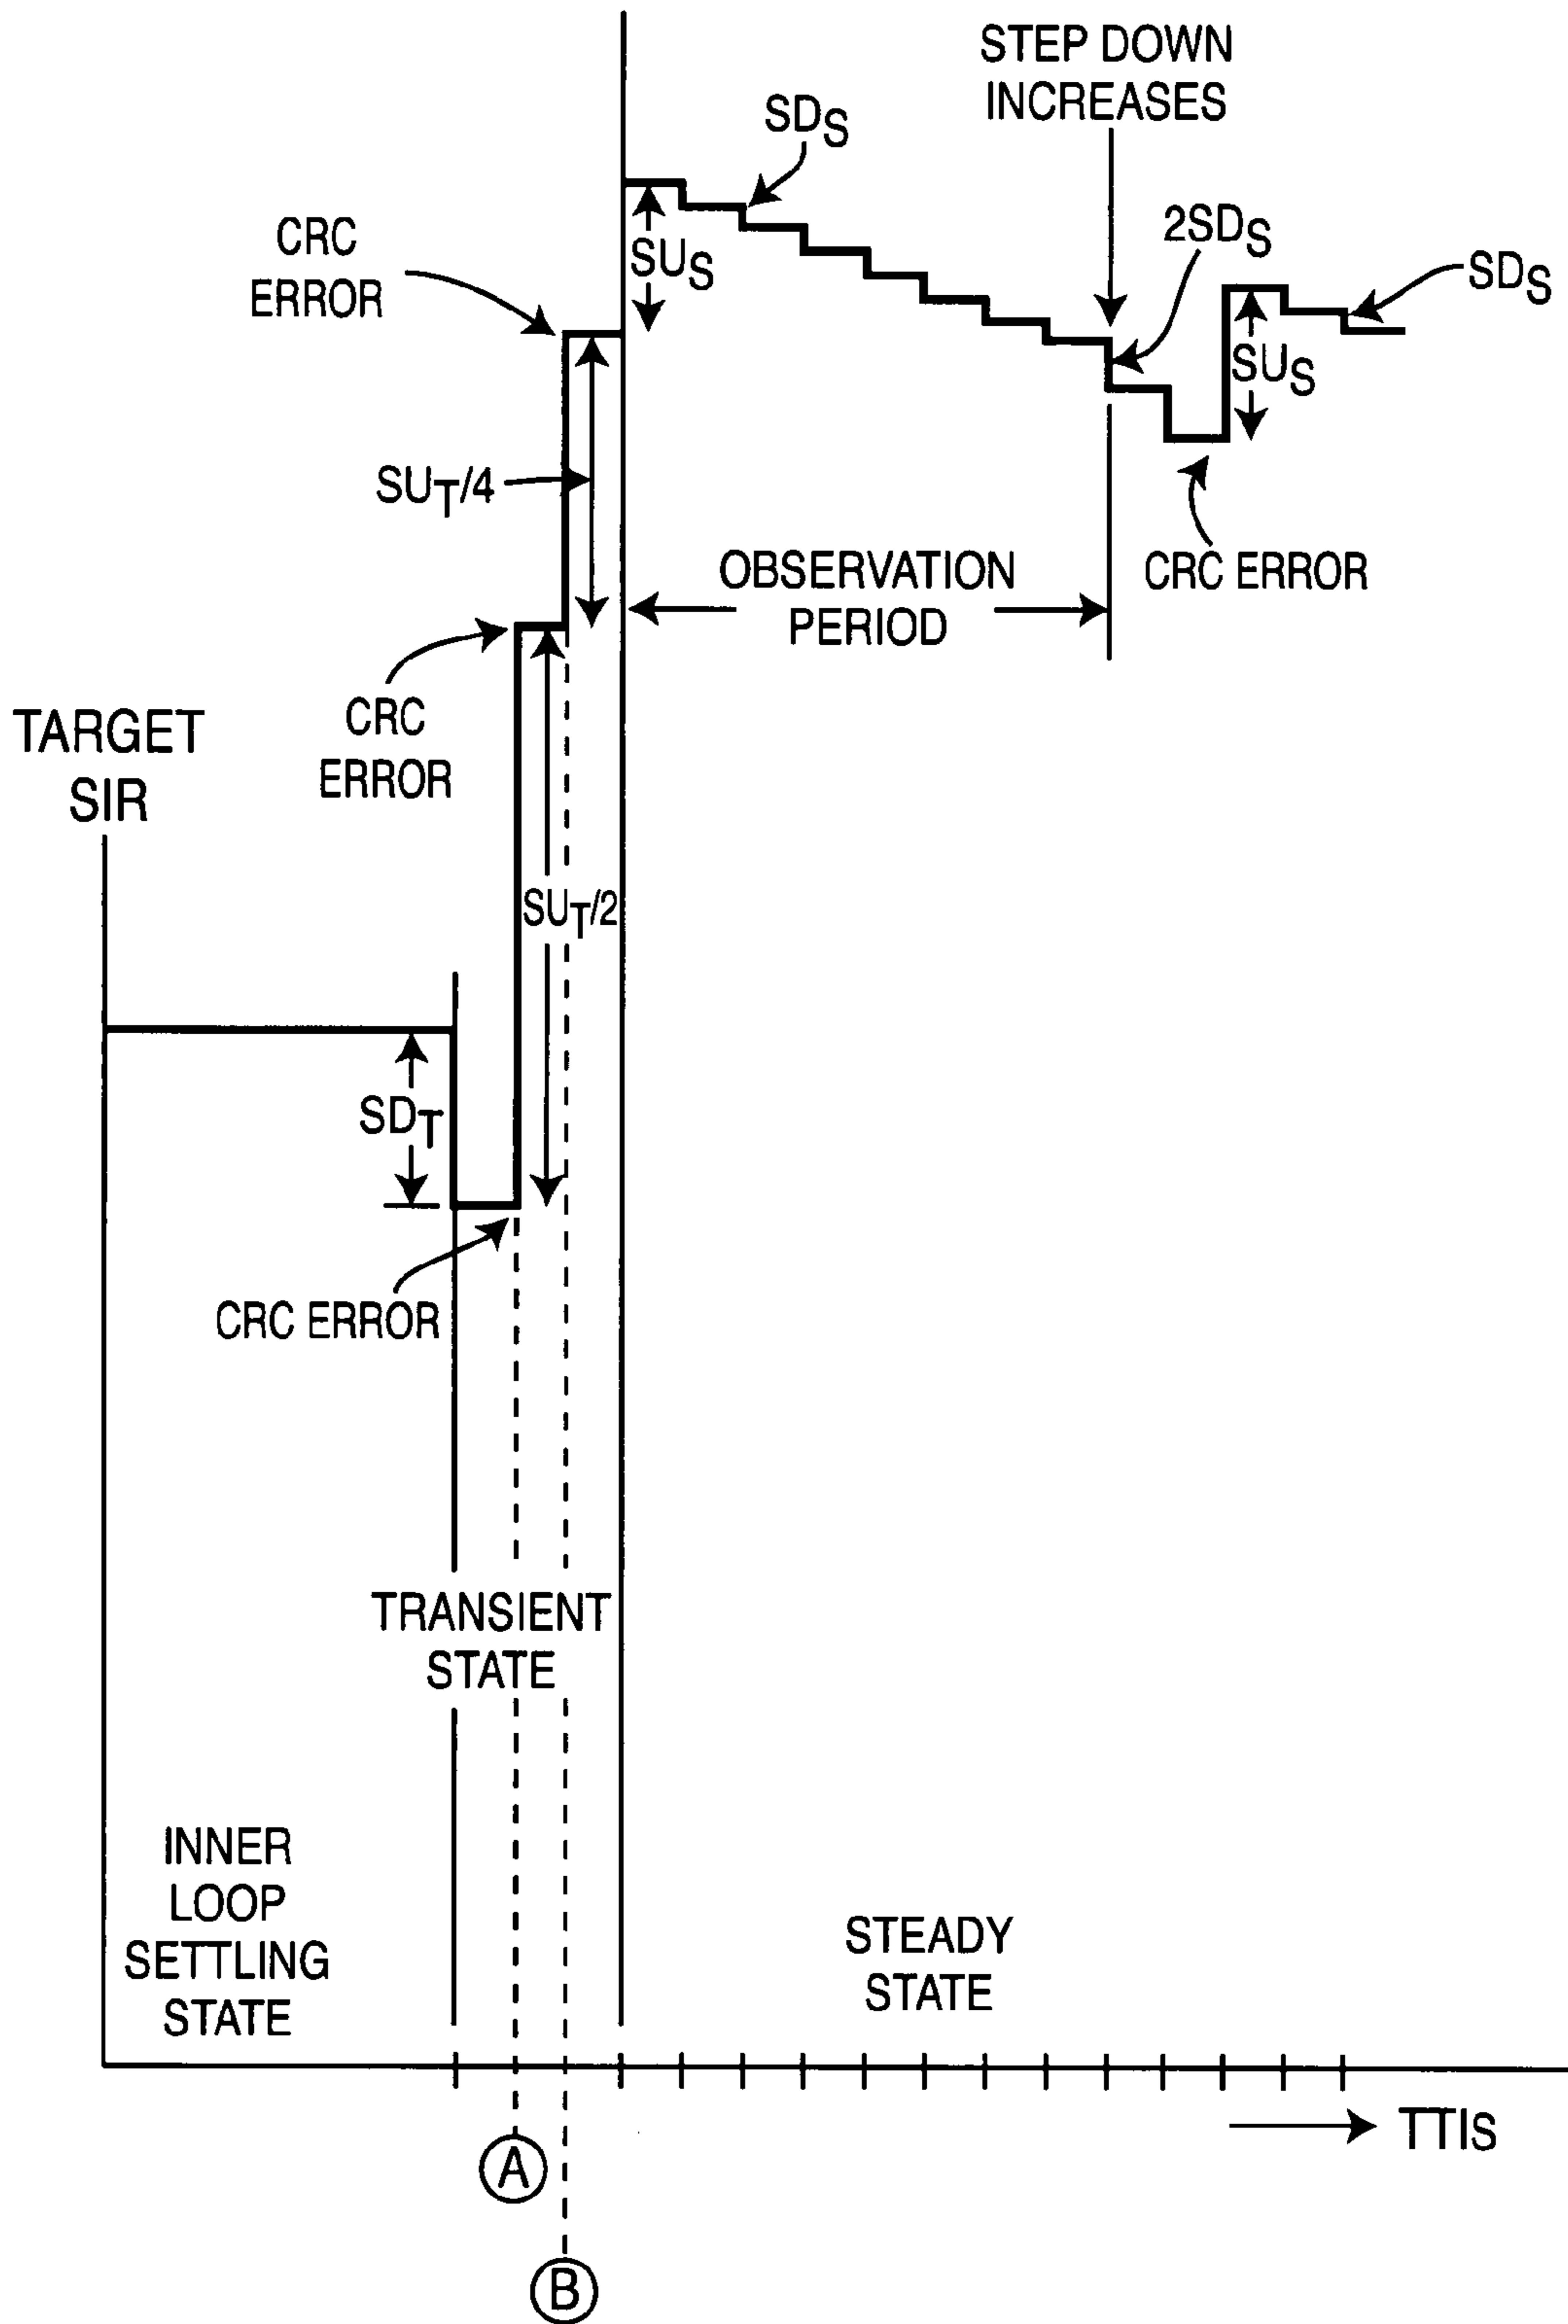 STEP DOWN
INCREASES
SDS
CRC
ERROR
SUS
2SDS
SDS
SUS
SUT/4
OBSERVATION
PERIOD
CRC ERROR
CRC
ERROR
TARGET
SIR
SUT/2
SDT
CRC ERROR
TRANSIENT
STATE
INNER
LOOP
SETTLING
STATE
STEADY
STATE
TTIS
A
B